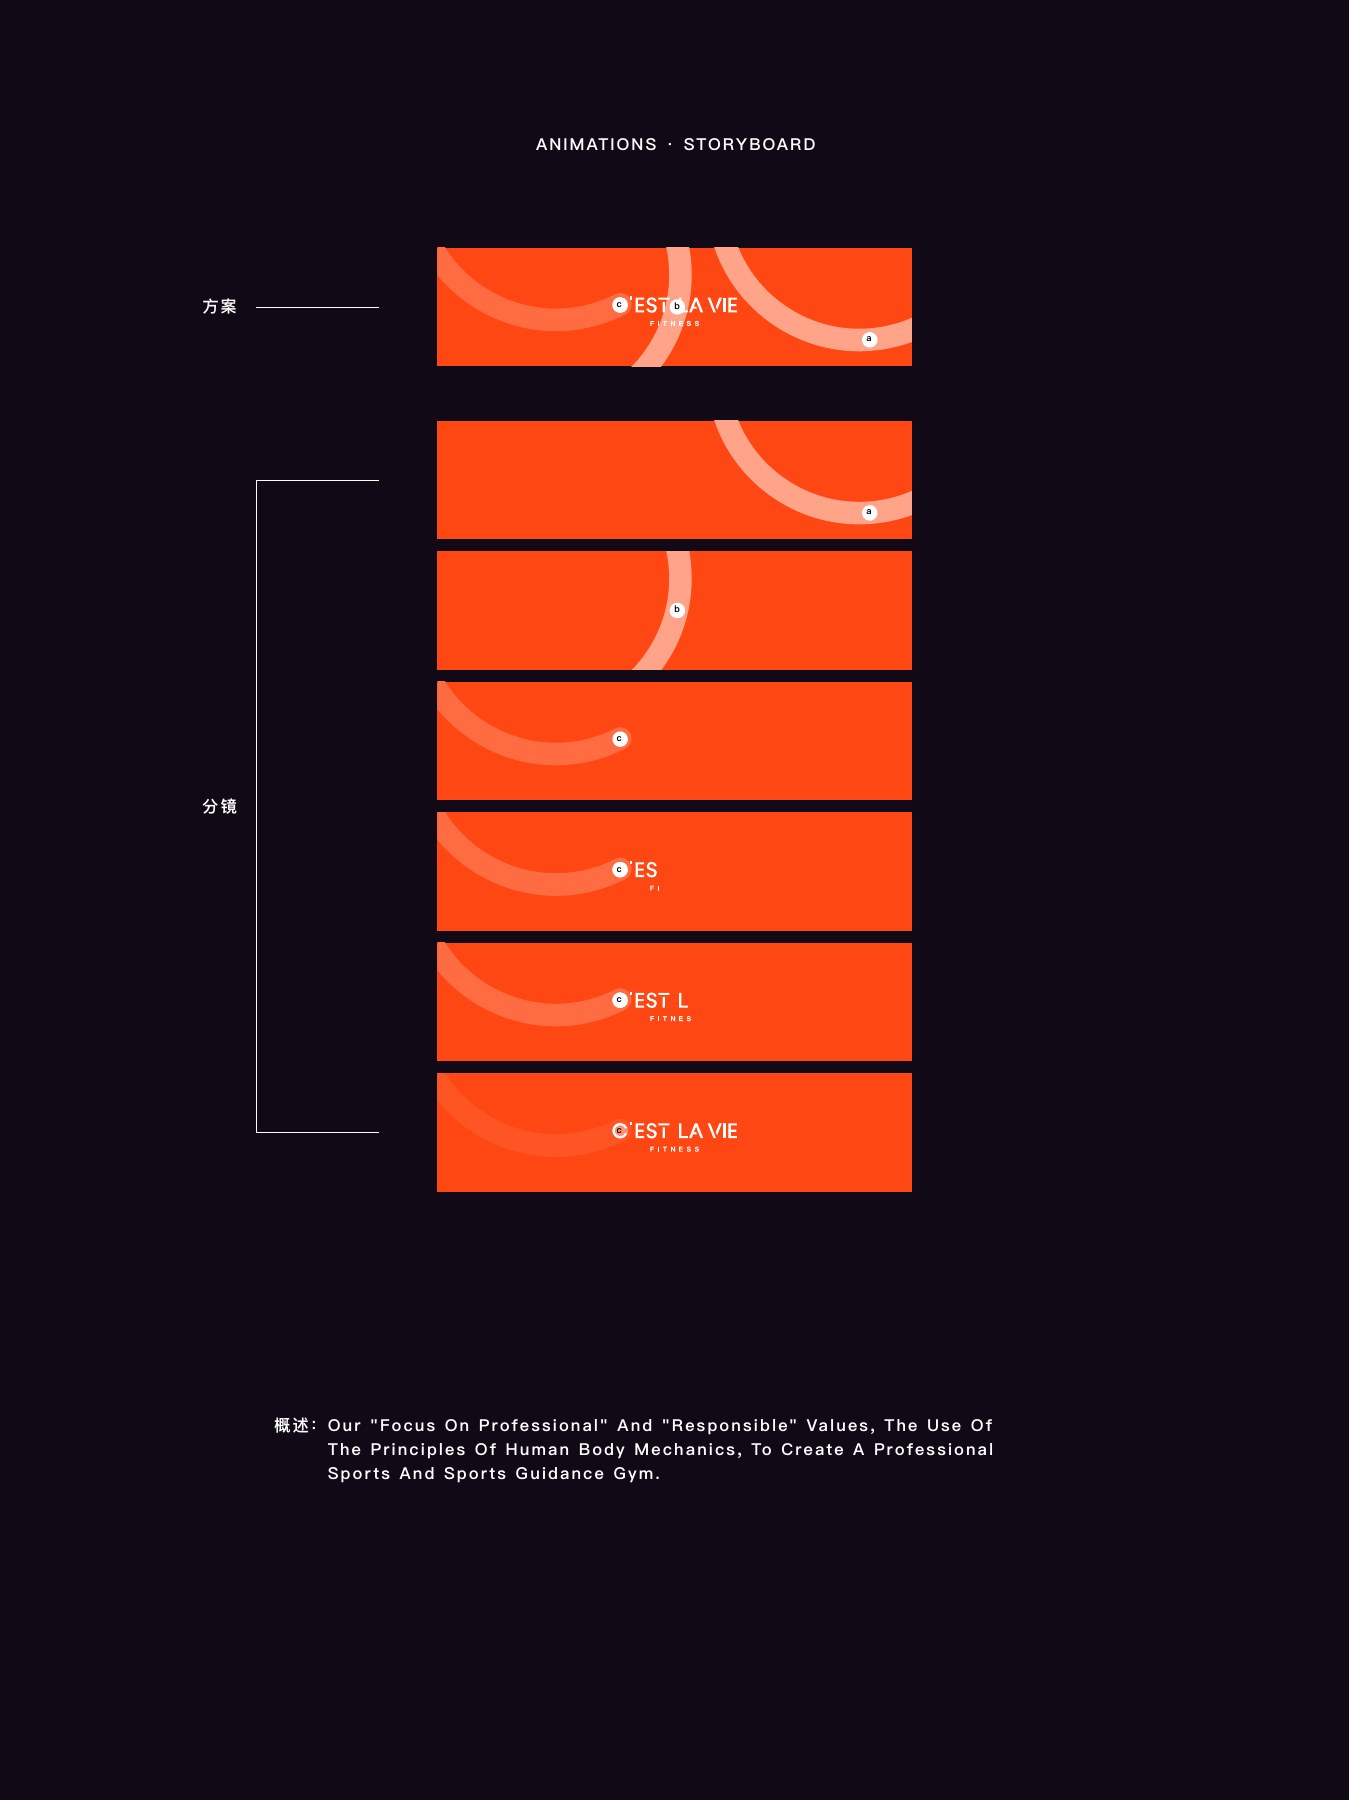 ANIMATIONS · STORYBOARD
方案
c 'EST b LA VIE
FITNESS
a
a
b
c
c 'ES
FI
分镜
c 'EST L
FITNES
C'EST LA VIE
c
FITNESS
概述: Our "Focus On Professional" And "Responsible" Values, The Use Of
The Principles Of Human Body Mechanics, To Create A Professional
Sports And Sports Guidance Gym.